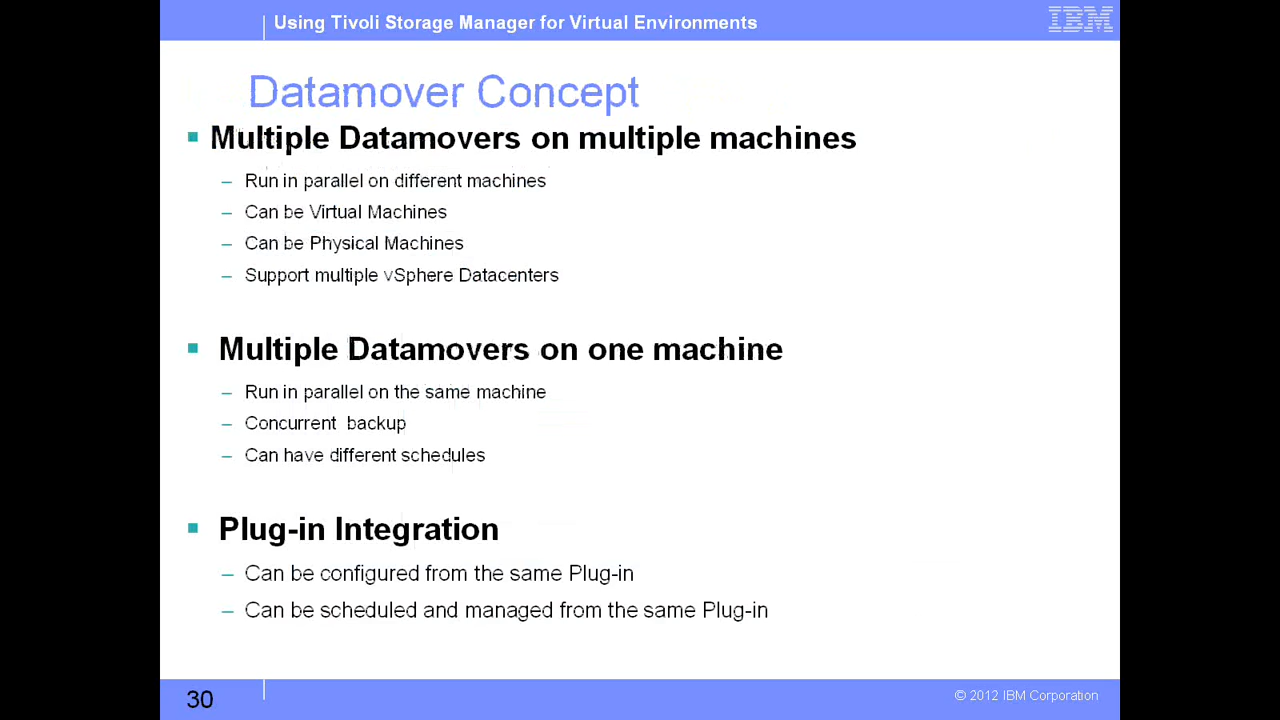 Using Tivoli Storage Manager for Virtual Environments
IBM
Datamover Concept
▪ Multiple Datamovers on multiple machines
– Run in parallel on different machines
– Can be Virtual Machines
– Can be Physical Machines
– Support multiple vSphere Datacenters
▪ Multiple Datamovers on one machine
– Run in parallel on the same machine
– Concurrent backup
– Can have different schedules
▪ Plug-in Integration
– Can be configured from the same Plug-in
– Can be scheduled and managed from the same Plug-in
30
© 2012 IBM Corporation